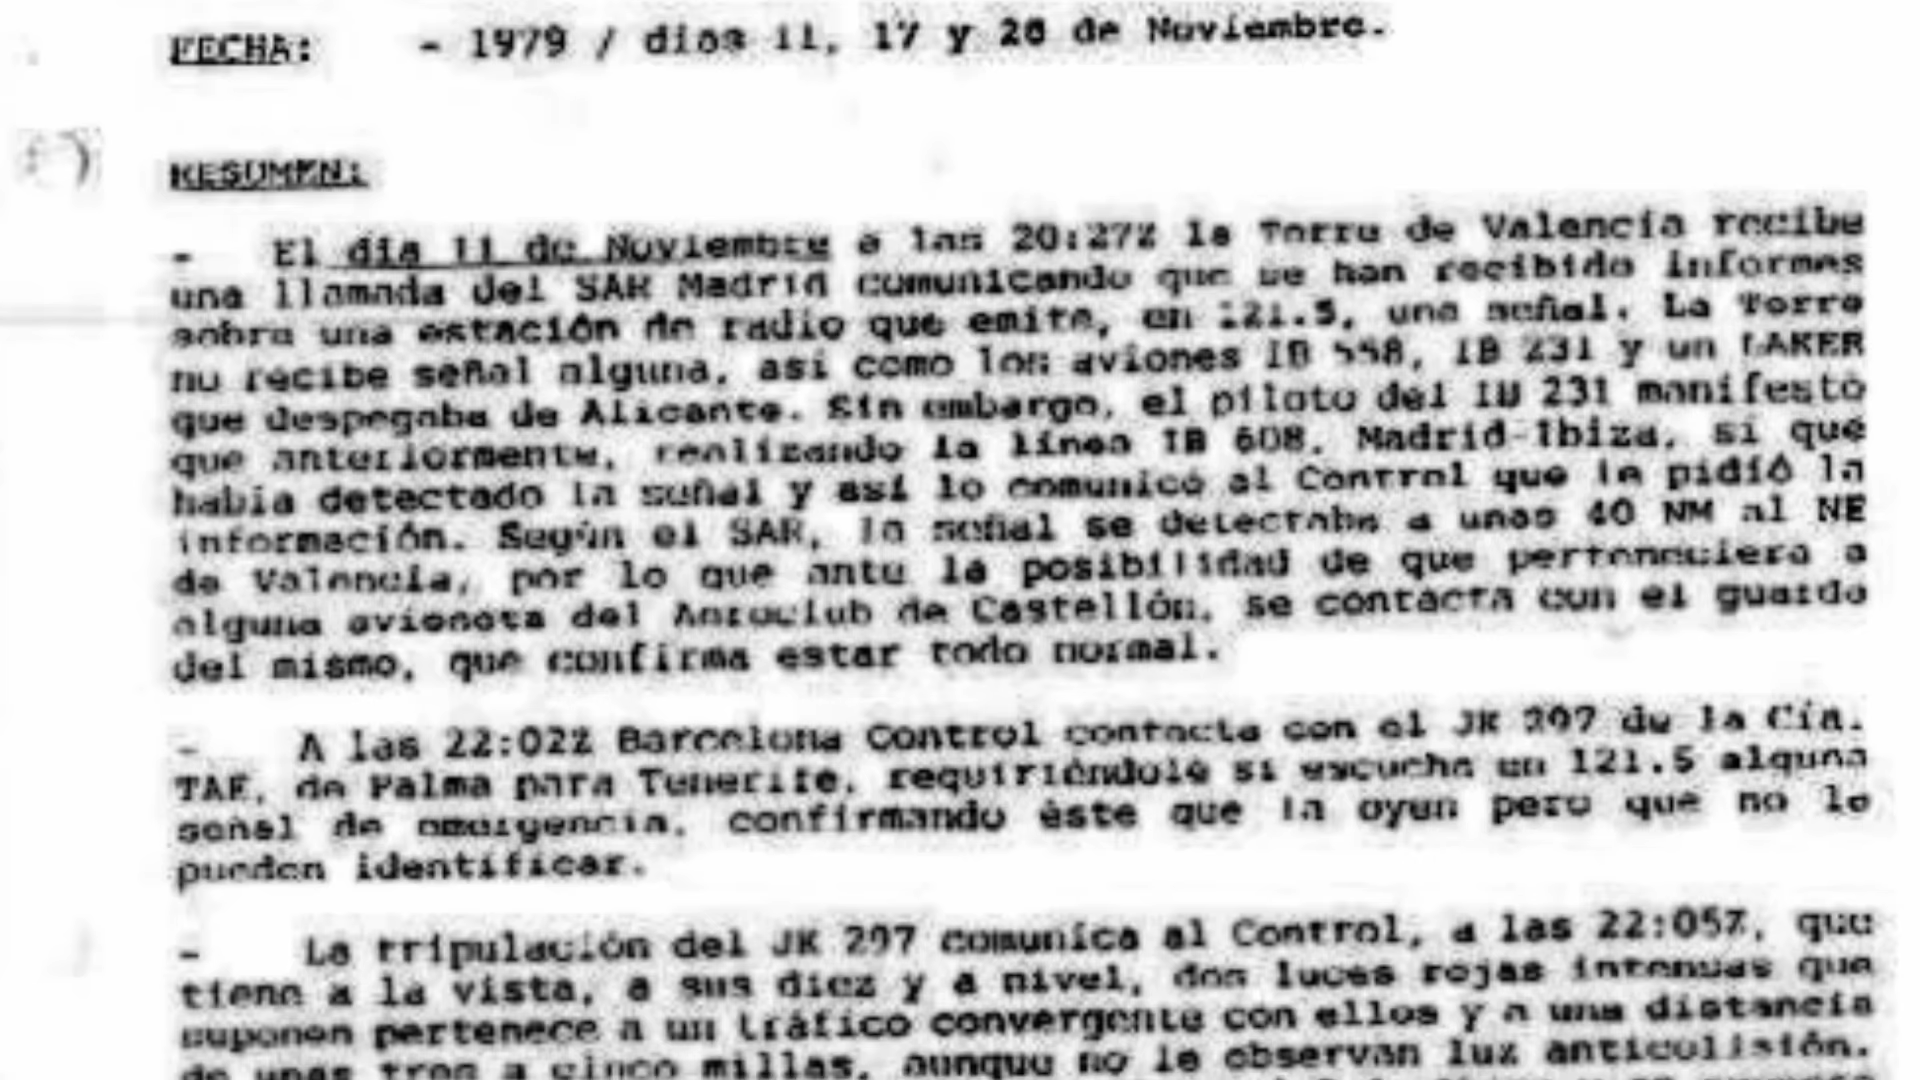 FECHA: - 1979 / dias 11, 17 y 28 de Noviembre.
RESUMEN:
- El dia 11 de Noviembre a las 20:27Z la Torre de Valencia recibe
una llamada del SAR Madrid comunicando que se han recibido informes
sobre una estación de radio que emite, en 121.5, una señal. La Torre
no recibe señal alguna, así como los aviones IB 558, IB 231 y un LAKER
que despegaba de Alicante. Sin embargo, el piloto del IB 231 manifestó
que anteriormente, realizando la línea IB 608, Madrid-Ibiza, si que
había detectado la señal y así lo comunicó al Control que le pidió la
información. Según el SAR, la señal se detectaba a unas 40 NM al NE
de Valencia, por lo que ante la posibilidad de que perteneciera a
alguna avioneta del Aeroclub de Castellón, se contacta con el guarda
del mismo, que confirma estar todo normal.
- A las 22:02Z Barcelona Control contacta con el JK 297 de la Cía.
TAE, de Palma para Tenerife, requiriéndole si escucha en 121.5 alguna
señal de emergencia, confirmando éste que la oyen pero que no la
pueden identificar.
- La tripulación del JK 297 comunica al Control, a las 22:05Z, que
tiene a la vista, a sus diez y a nivel, dos luces rojas intensas que
suponen pertenece a un tráfico convergente con ellos y a una distancia
de unas tres a cinco millas, aunque no le observan luz anticolisión.